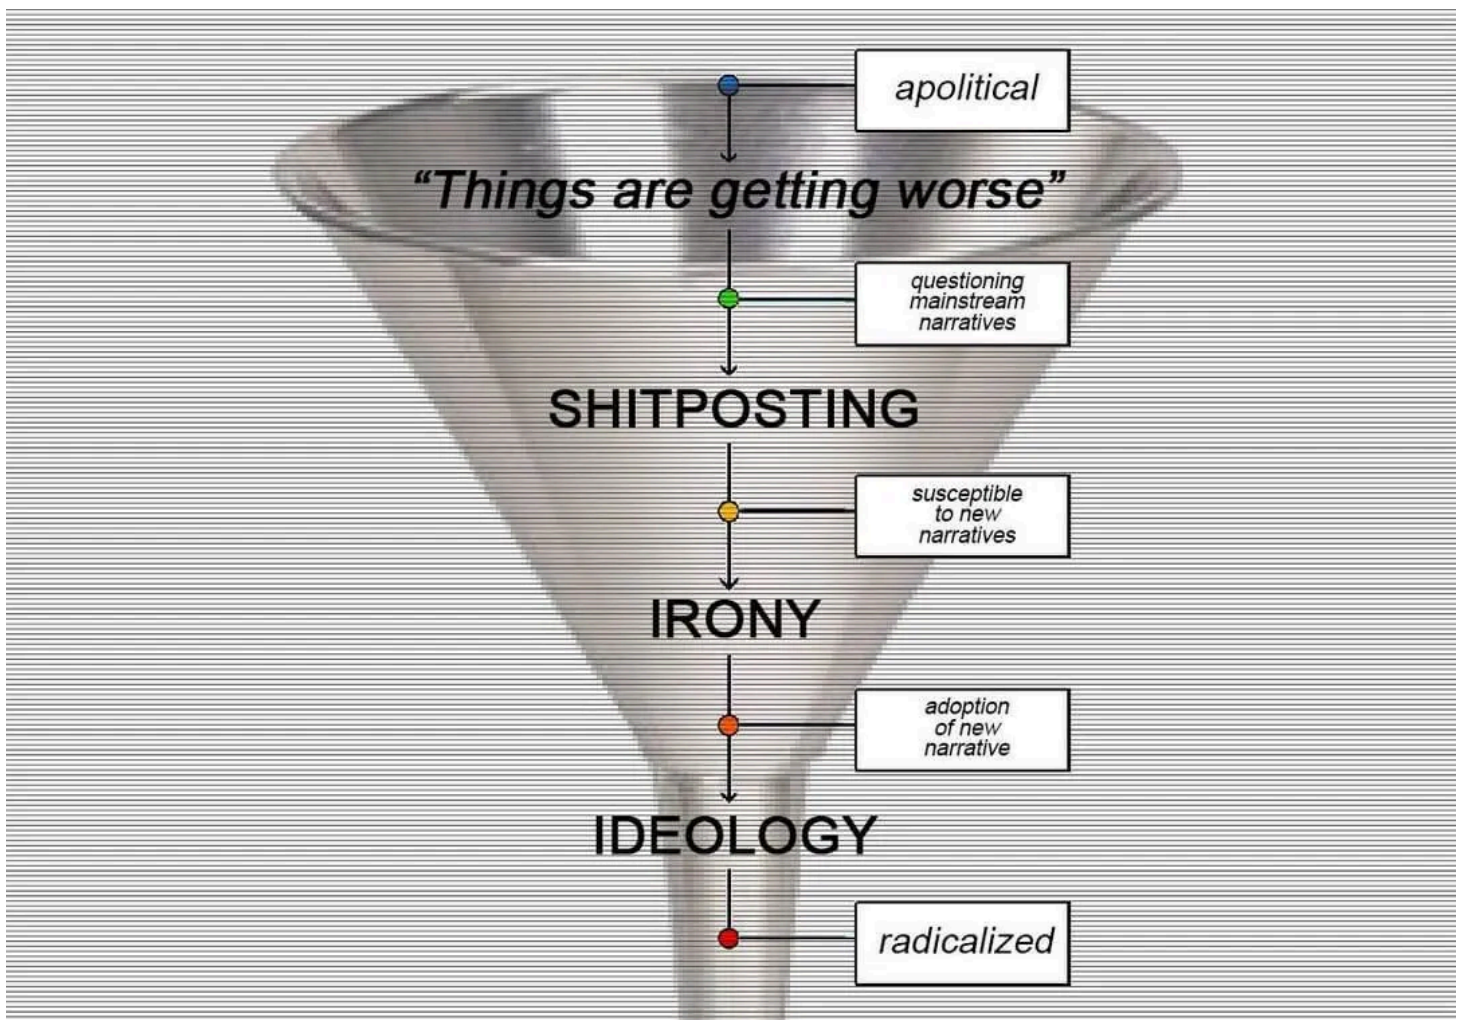 apolitical
“Things are getting worse”
questioning
mainstream
narratives
SHITPOSTING
susceptible
to new
narratives
IRONY
adoption
of new
narrative
IDEOLOGY
radicalized